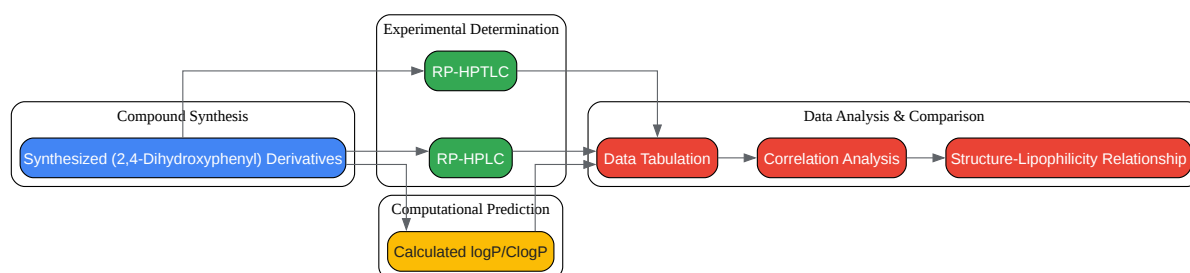 Experimental Determination
RP-HPTLC
Compound Synthesis
Synthesized (2,4-Dihydroxyphenyl) Derivatives
RP-HPLC
Data Analysis & Comparison
Data Tabulation
Correlation Analysis
Structure-Lipophilicity Relationship
Computational Prediction
Calculated logP/ClogP